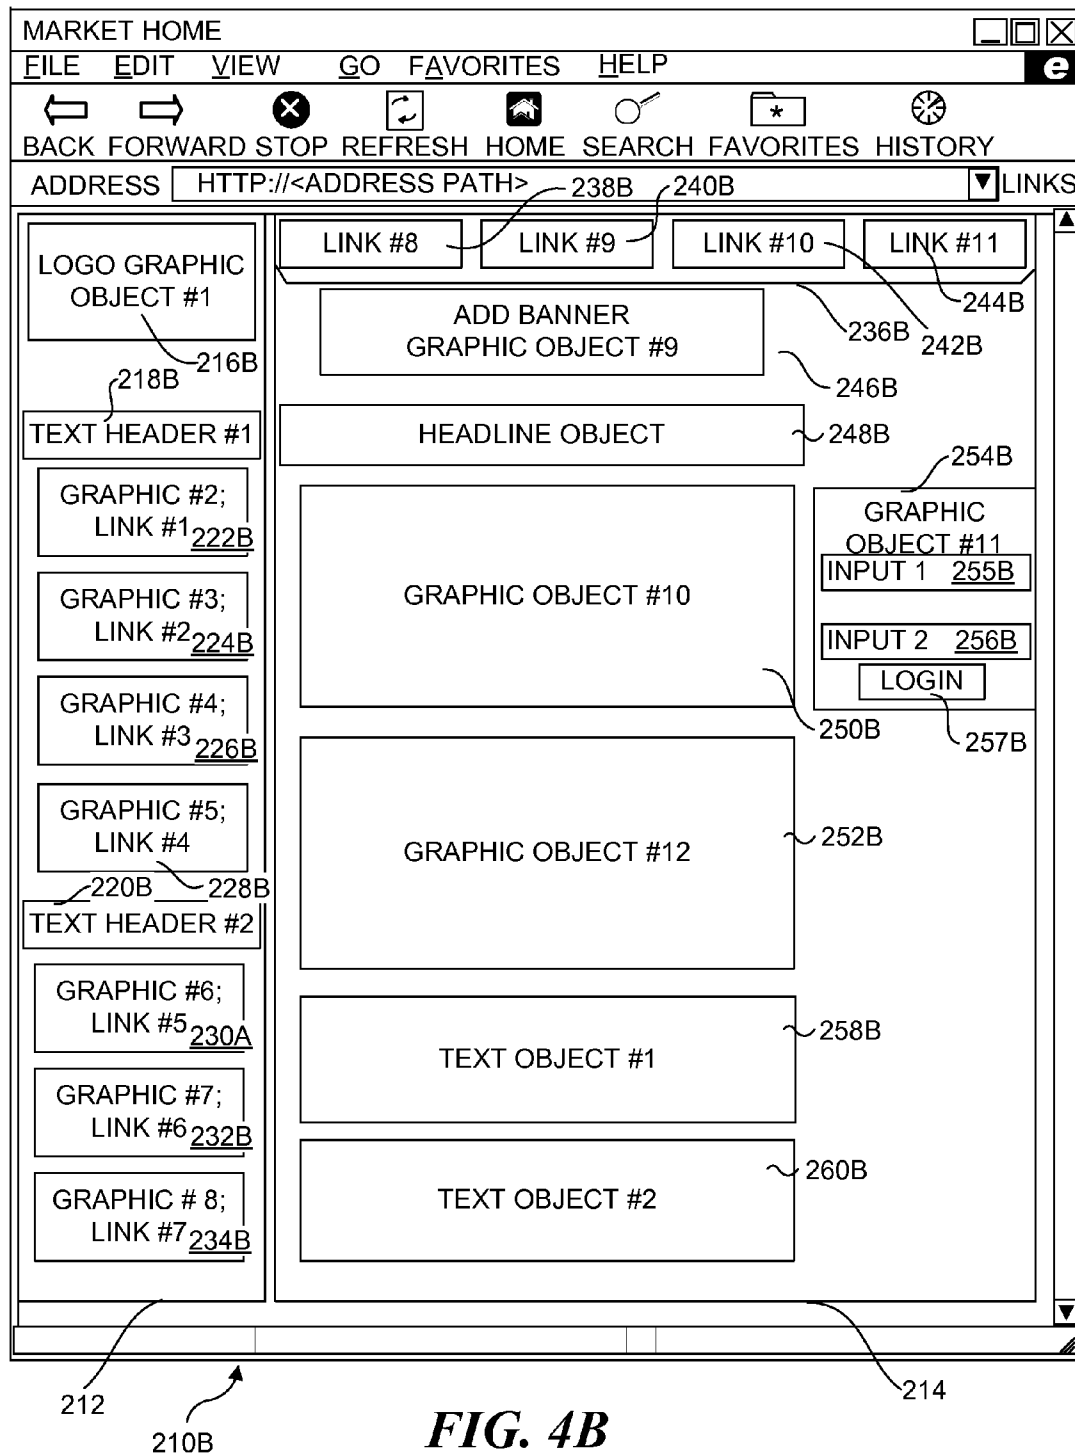 MARKET HOME
FILE EDIT VIEW GO FAVORITES HELP
e
BACK FORWARD STOP REFRESH HOME SEARCH FAVORITES HISTORY
ADDRESS HTTP://<ADDRESS PATH> LINKS
238B 240B
LINK #8 LINK #9 LINK #10 LINK #11
244B
236B
242B
LOGO GRAPHIC
OBJECT #1
216B
218B
TEXT HEADER #1
GRAPHIC #2;
LINK #1 222B
GRAPHIC #3;
LINK #2 224B
GRAPHIC #4;
LINK #3 226B
GRAPHIC #5;
LINK #4
220B 228B
TEXT HEADER #2
GRAPHIC #6;
LINK #5 230A
GRAPHIC #7;
LINK #6 232B
GRAPHIC # 8;
LINK #7 234B
ADD BANNER
GRAPHIC OBJECT #9
246B
HEADLINE OBJECT 248B
254B
GRAPHIC OBJECT #10
250B
GRAPHIC
OBJECT #11
INPUT 1 255B
INPUT 2 256B
LOGIN
257B
GRAPHIC OBJECT #12
252B
TEXT OBJECT #1
258B
TEXT OBJECT #2
260B
212
214
210B
FIG. 4B